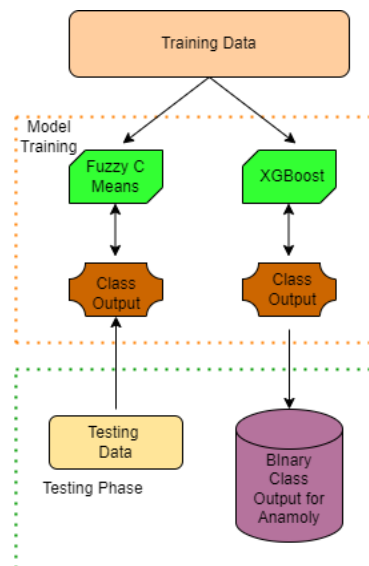 Training Data
Model
Training
Fuzzy C
Means
XGBoost
Class
Output
Class
Output
Testing
Data
Testing Phase
BInary
Class
Output for
Anamoly